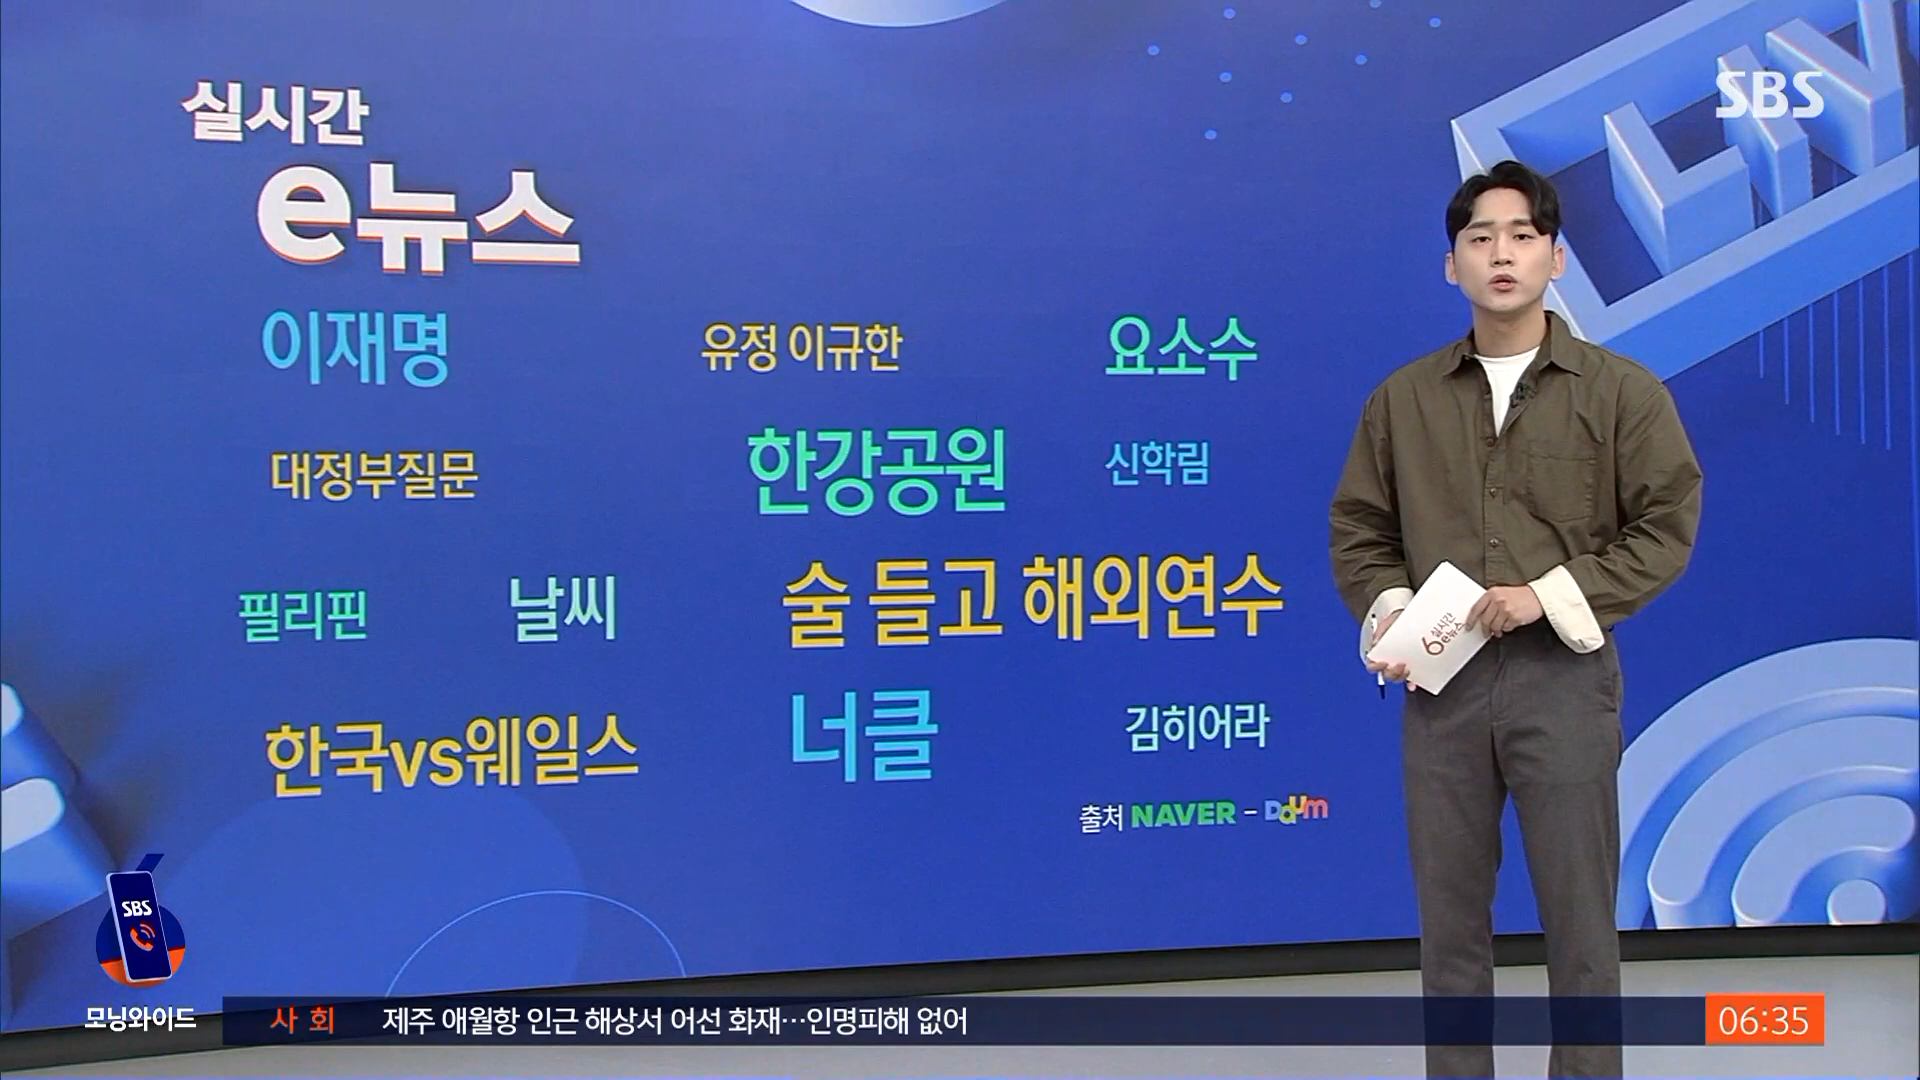 실시간
e뉴스
SBS
LIV
이재명
유정 이규한
요소수
대정부질문
한강공원
신학림
필리핀
날씨
술 들고 해외연수
한국vs웨일스
너클
김히어라
출처 NAVER - Daum
실시간
6 e뉴스
SBS
모닝와이드
사회 제주 애월항 인근 해상서 어선 화재…인명피해 없어
06:35